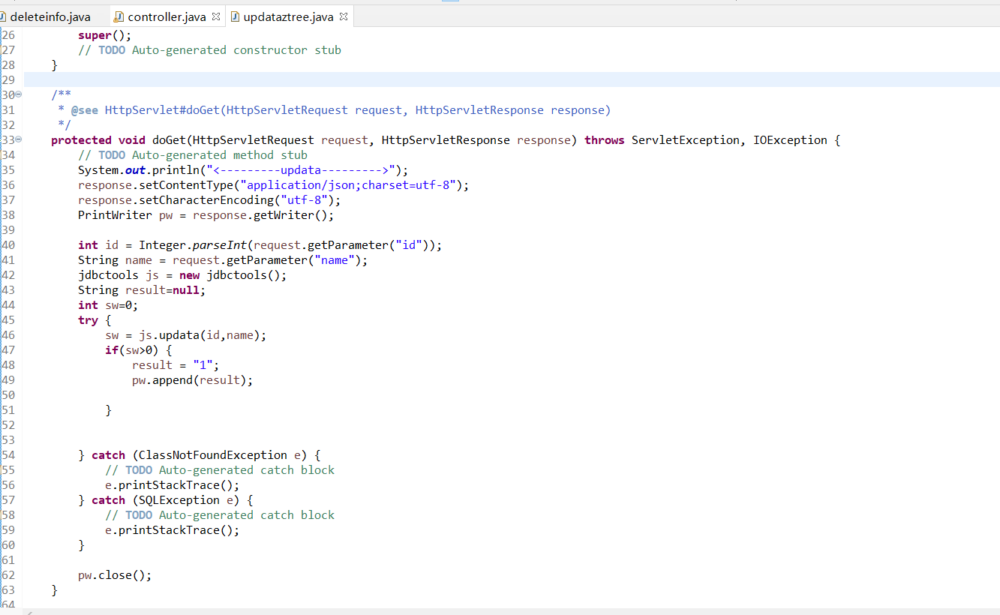 deleteinfo.java controller.java updataztree.java
26 super();
27 // TODO Auto-generated constructor stub
28 }
29
30 /**
31 * @see HttpServlet#doGet(HttpServletRequest request, HttpServletResponse response)
32 */
33 protected void doGet(HttpServletRequest request, HttpServletResponse response) throws ServletException, IOException {
34 // TODO Auto-generated method stub
35 System.out.println("<---------updata--------->");
36 response.setContentType("application/json;charset=utf-8");
37 response.setCharacterEncoding("utf-8");
38 PrintWriter pw = response.getWriter();
39
40 int id = Integer.parseInt(request.getParameter("id"));
41 String name = request.getParameter("name");
42 jdbctools js = new jdbctools();
43 String result=null;
44 int sw=0;
45 try {
46 sw = js.updata(id,name);
47 if(sw>0) {
48 result = "1";
49 pw.append(result);
50
51 }
52
53
54 } catch (ClassNotFoundException e) {
55 // TODO Auto-generated catch block
56 e.printStackTrace();
57 } catch (SQLException e) {
58 // TODO Auto-generated catch block
59 e.printStackTrace();
60 }
61
62 pw.close();
63 }
64